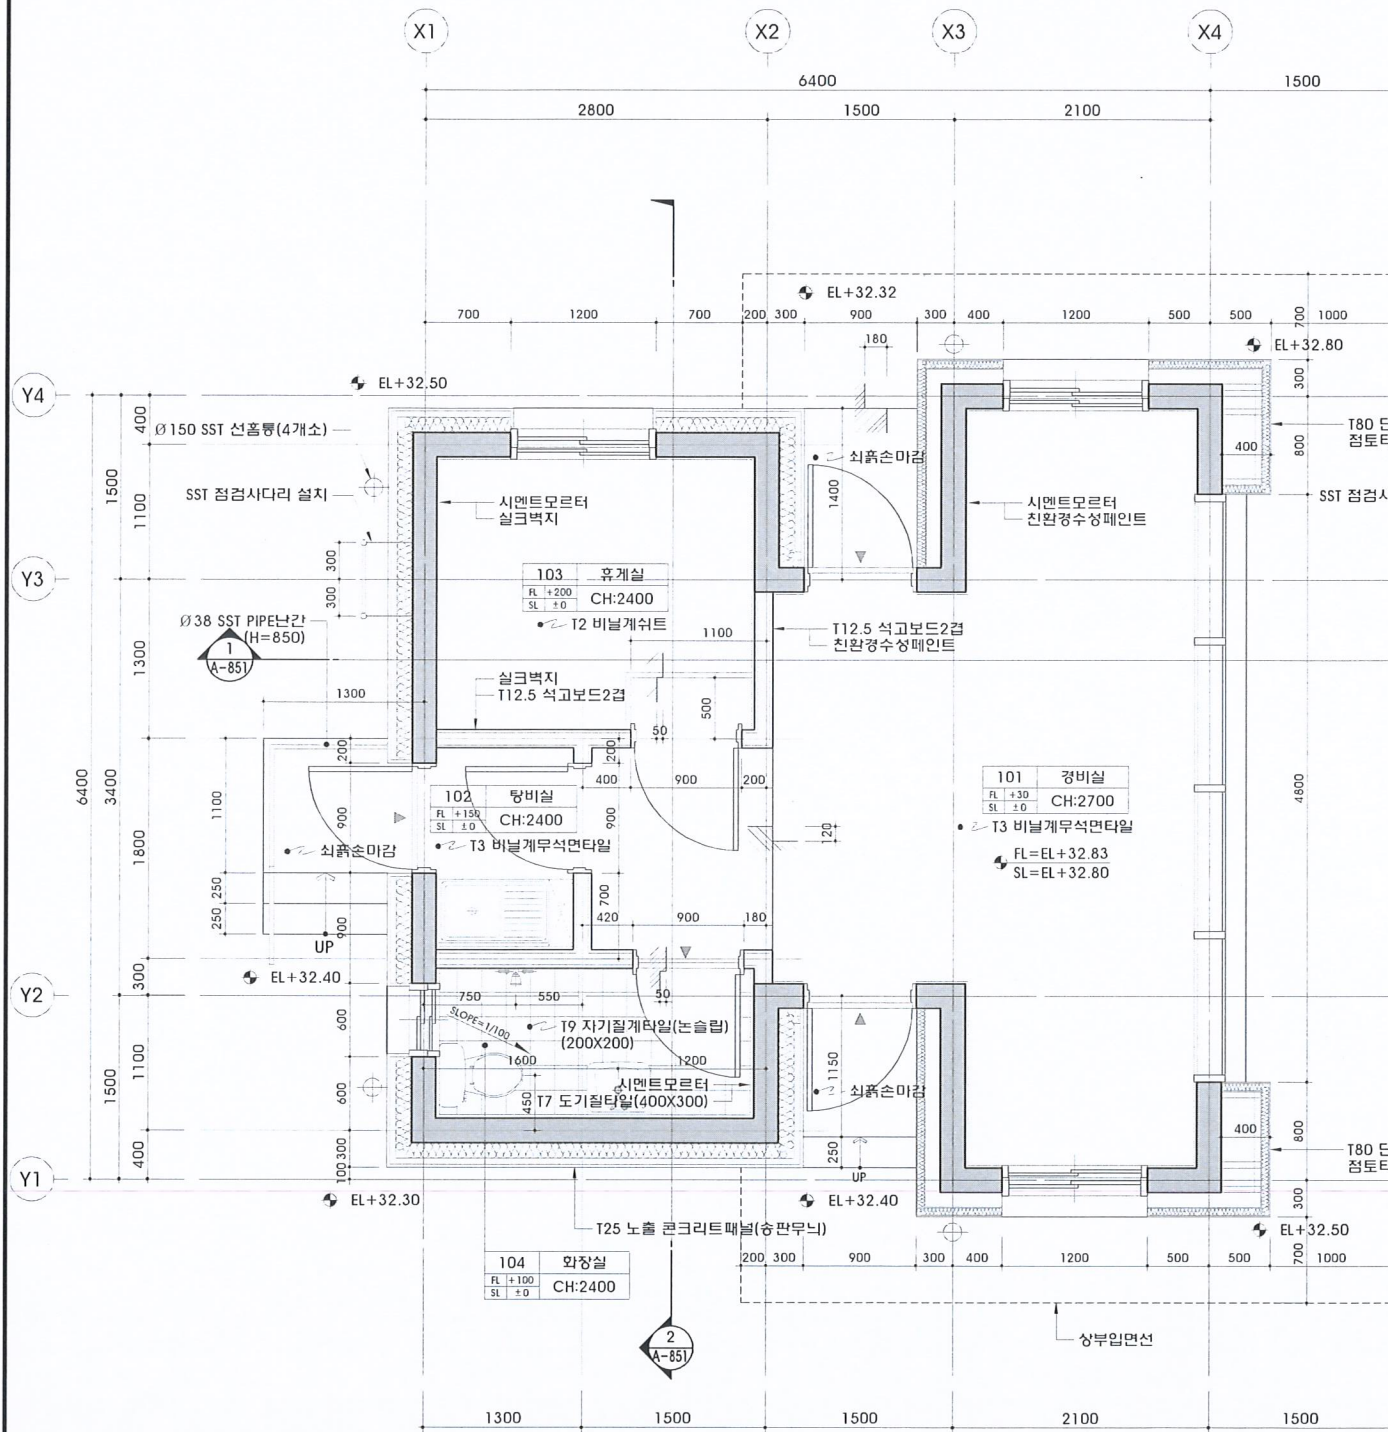 X1
X2
X3
X4
6400
1500
2800
1500
2100
EL+32.32
700
1200
700
200
300
900
300
400
1200
500
500
700
1000
180
EL+32.80
EL+32.50
Y4
400
300
Ø150 SST 선홈통(4개소)
쇠흙손마감
400
800
T80
점토
SST 점검사다리 설치
1500
1100
시멘트모르터
실크벽지
1400
시멘트모르터
친환경수성페인트
SST 점검사
Y3
300
300
103 휴게실
FL +200
SL ±0
CH:2400
T2 비닐계쉬트
Ø38 SST PIPE난간
(H=850)
1
A-851
1300
1100
T12.5 석고보드2겹
친환경수성페인트
1300
실크벽지
T12.5 석고보드2겹
500
50
200
200
400
900
200
6400
3400
1100
900
102 탕비실
FL +150
SL ±0
CH:2400
900
101 경비실
FL +30
SL ±0
CH:2700
4800
1800
쇠흙손마감
T3 비닐계무석면타일
120
T3 비닐계무석면타일
FL=EL+32.83
SL=EL+32.80
250
250
700
420
900
180
900
UP
EL+32.40
300
Y2
750
550
50
SLOPE=1/100
T9 자기질계타일(논슬립)
(200X200)
600
1600
1200
1150
1500
1100
600
450
시멘트모르터
T7 도기질타일(400X300)
쇠흙손마감
400
800
400
300
250
T80
점토
Y1
100
UP
300
EL+32.30
EL+32.40
EL+32.50
T25 노출 콘크리트패널(송판무늬)
104 화장실
FL +100
SL ±0
CH:2400
200
300
900
300
400
1200
500
500
700
1000
2
A-851
상부입면선
1300
1500
1500
2100
1500